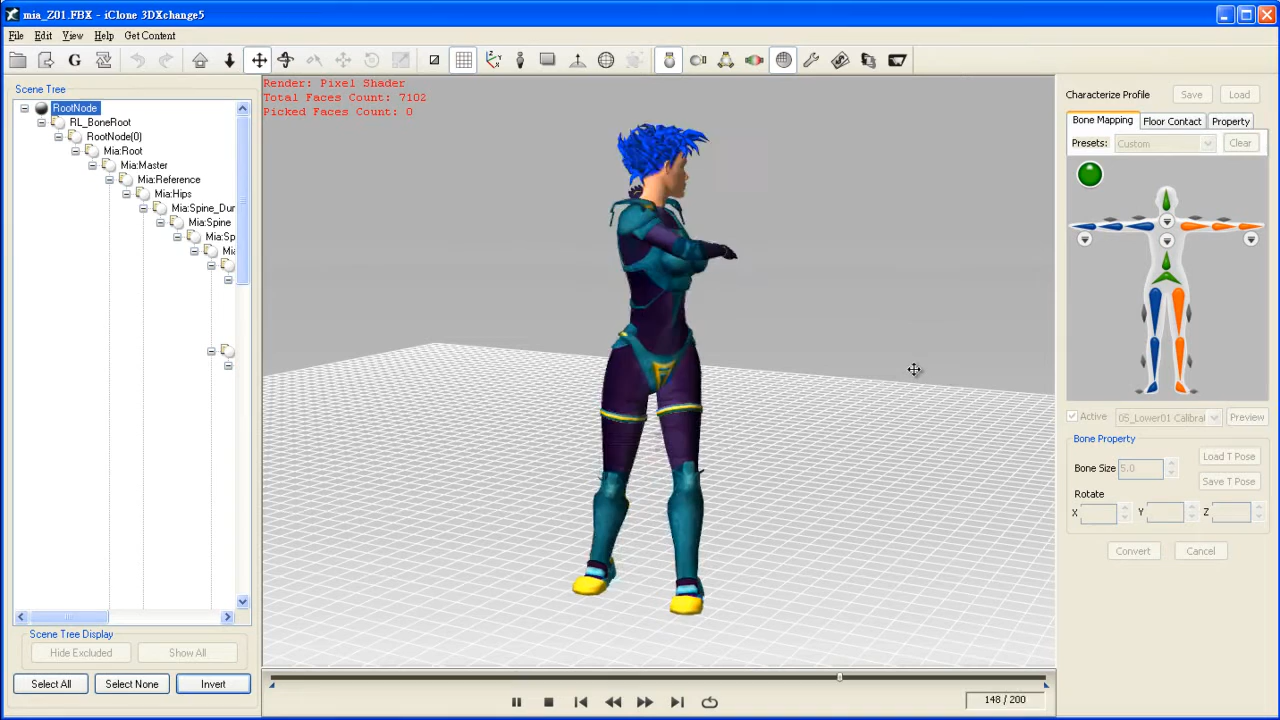 mia_Z01.FBX - iClone 3DXchange5
File Edit View Help Get Content
Scene Tree
RootNode
RL_BoneRoot
RootNode(0)
Mia:Root
Mia:Master
Mia:Reference
Mia:Hips
Mia:Spine_Dur
Mia:Spine
Mia:Sp
Mia
Scene Tree Display
Hide Excluded Show All
Select All Select None Invert
Render: Pixel Shader
Total Faces Count: 7102
Picked Faces Count: 0
148 / 200
Characterize Profile Save Load
Bone Mapping Floor Contact Property
Presets: Custom Clear
Active 05_Lower01 Calibra Preview
Bone Property
Load T Pose
Bone Size 5.0
Save T Pose
Rotate
X Y Z
Convert Cancel